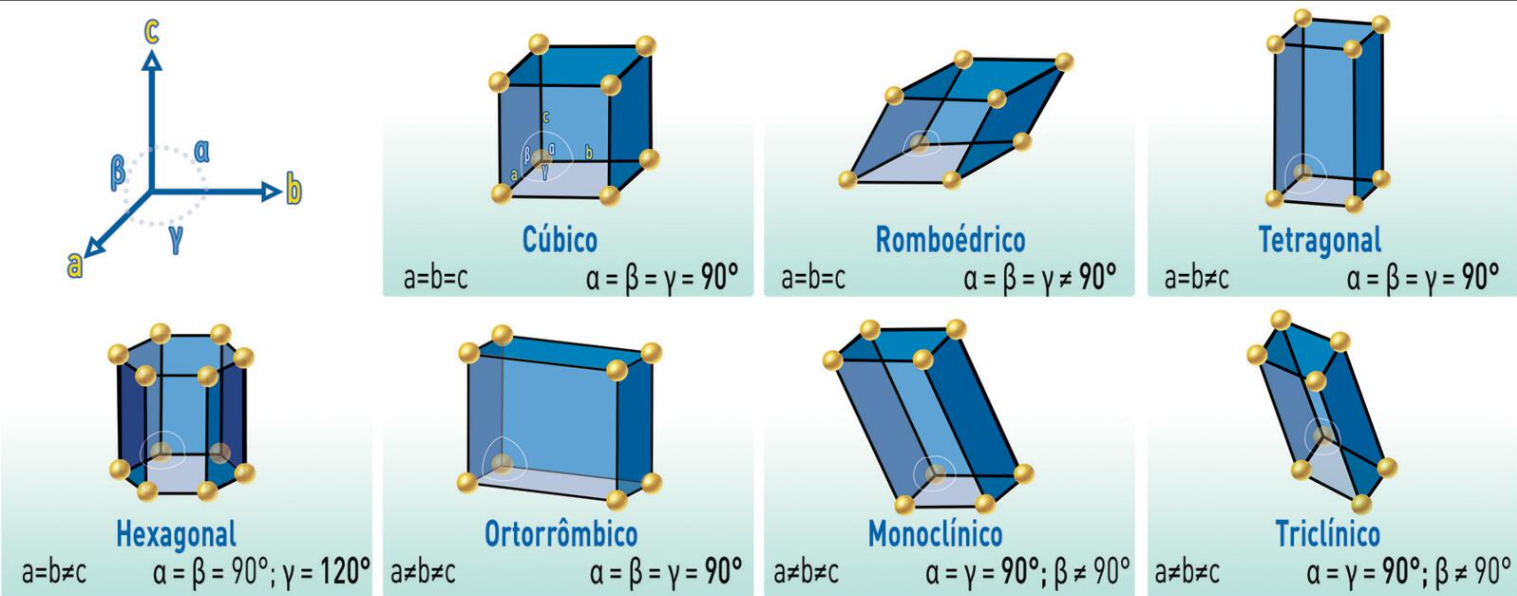 c
β α
b
γ
a
c
β α b
a γ
Cúbico
a=b=c α = β = γ = 90°
Romboédrico
a=b=c α = β = γ ≠ 90°
Tetragonal
a=b≠c α = β = γ = 90°
Hexagonal
a=b≠c α = β = 90°; γ = 120°
Ortorrômbico
a≠b≠c α = β = γ = 90°
Monoclínico
a≠b≠c α = γ = 90°; β ≠ 90°
Triclínico
a≠b≠c α = γ = 90°; β ≠ 90°